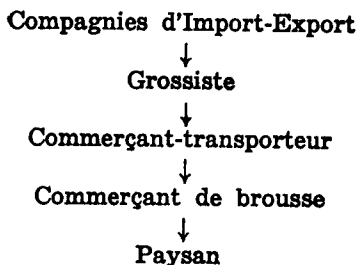 Compagnies d'Import-Export
↓
Grossiste
↓
Commerçant-transporteur
↓
Commerçant de brousse
↓
Paysan